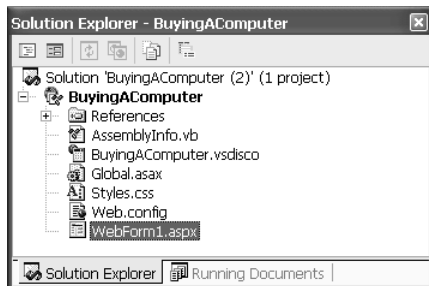 Solution Explorer - BuyingAComputer
Solution 'BuyingAComputer (2)' (1 project)
BuyingAComputer
References
AssemblyInfo.vb
BuyingAComputer.vsdisco
Global.asax
Styles.css
Web.config
WebForm1.aspx
Solution Explorer Running Documents